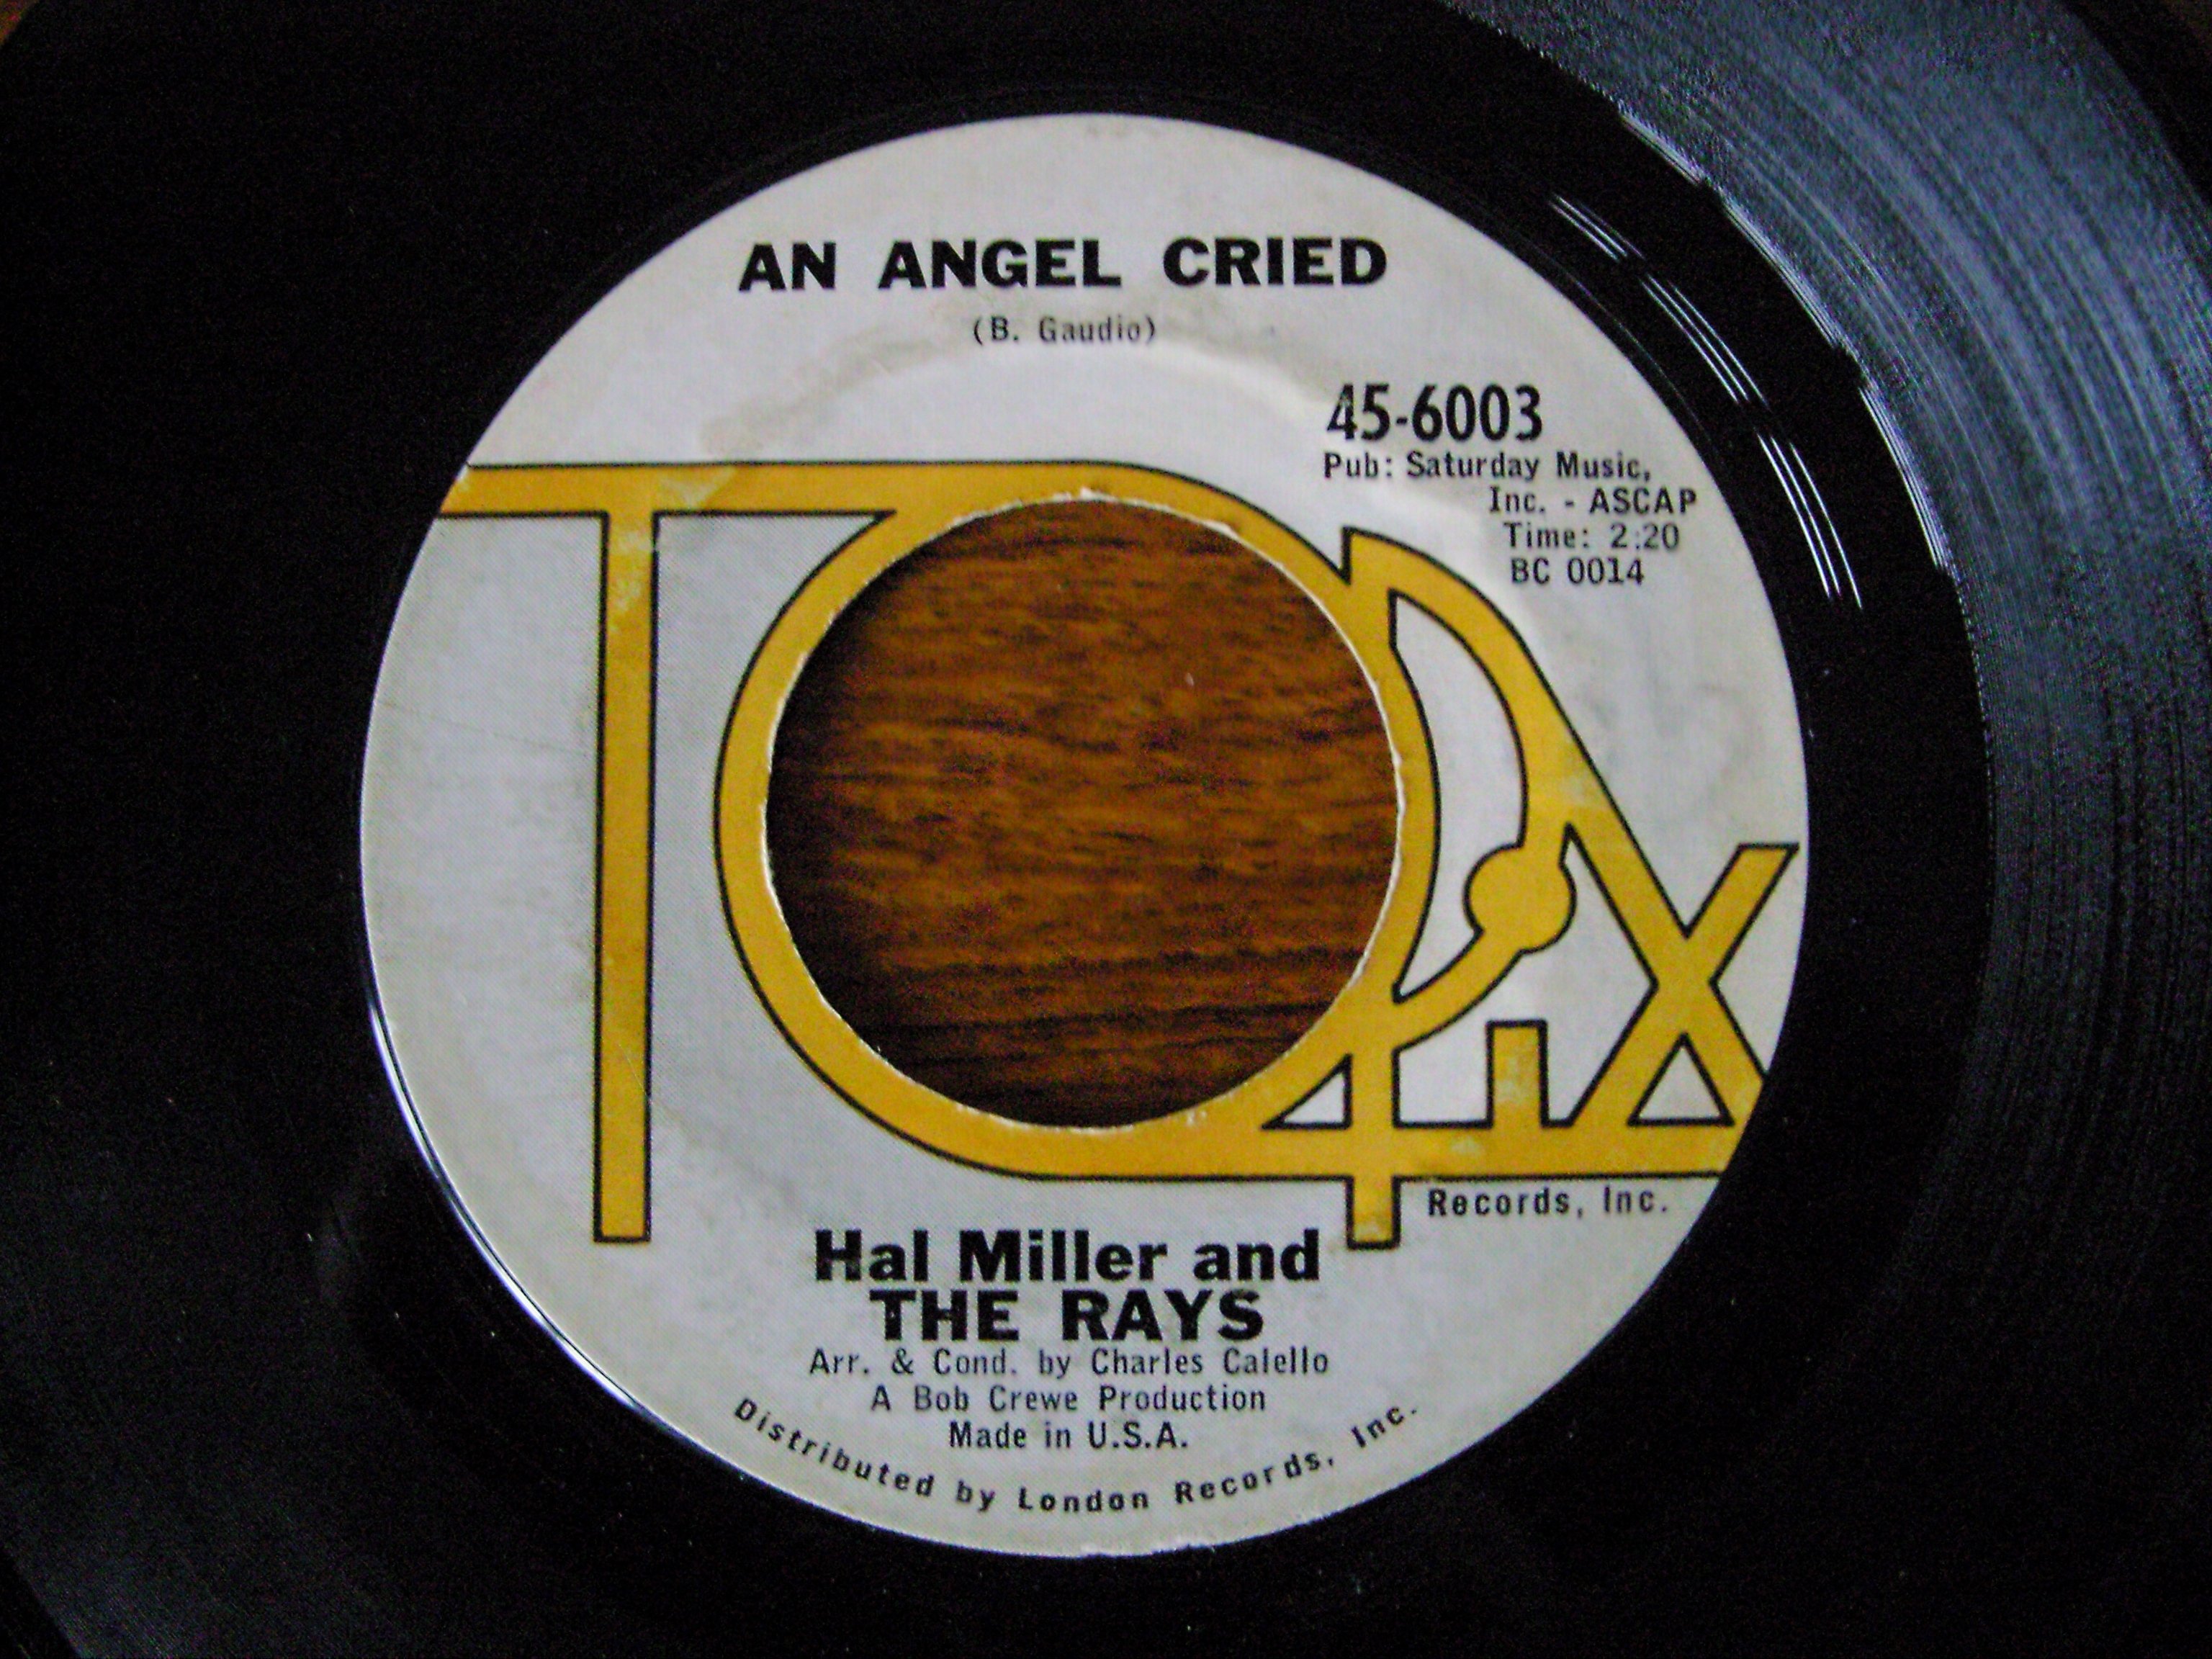 AN ANGEL CRIED
(B. Gaudio)
45-6003
Pub: Saturday Music,
Inc. - ASCAP
Time: 2:20
BC 0014
TOPIX
Records, Inc.
Hal Miller and
THE RAYS
Arr. & Cond. by Charles Calello
A Bob Crewe Production
Made in U.S.A.
Distributed by London Records, Inc.